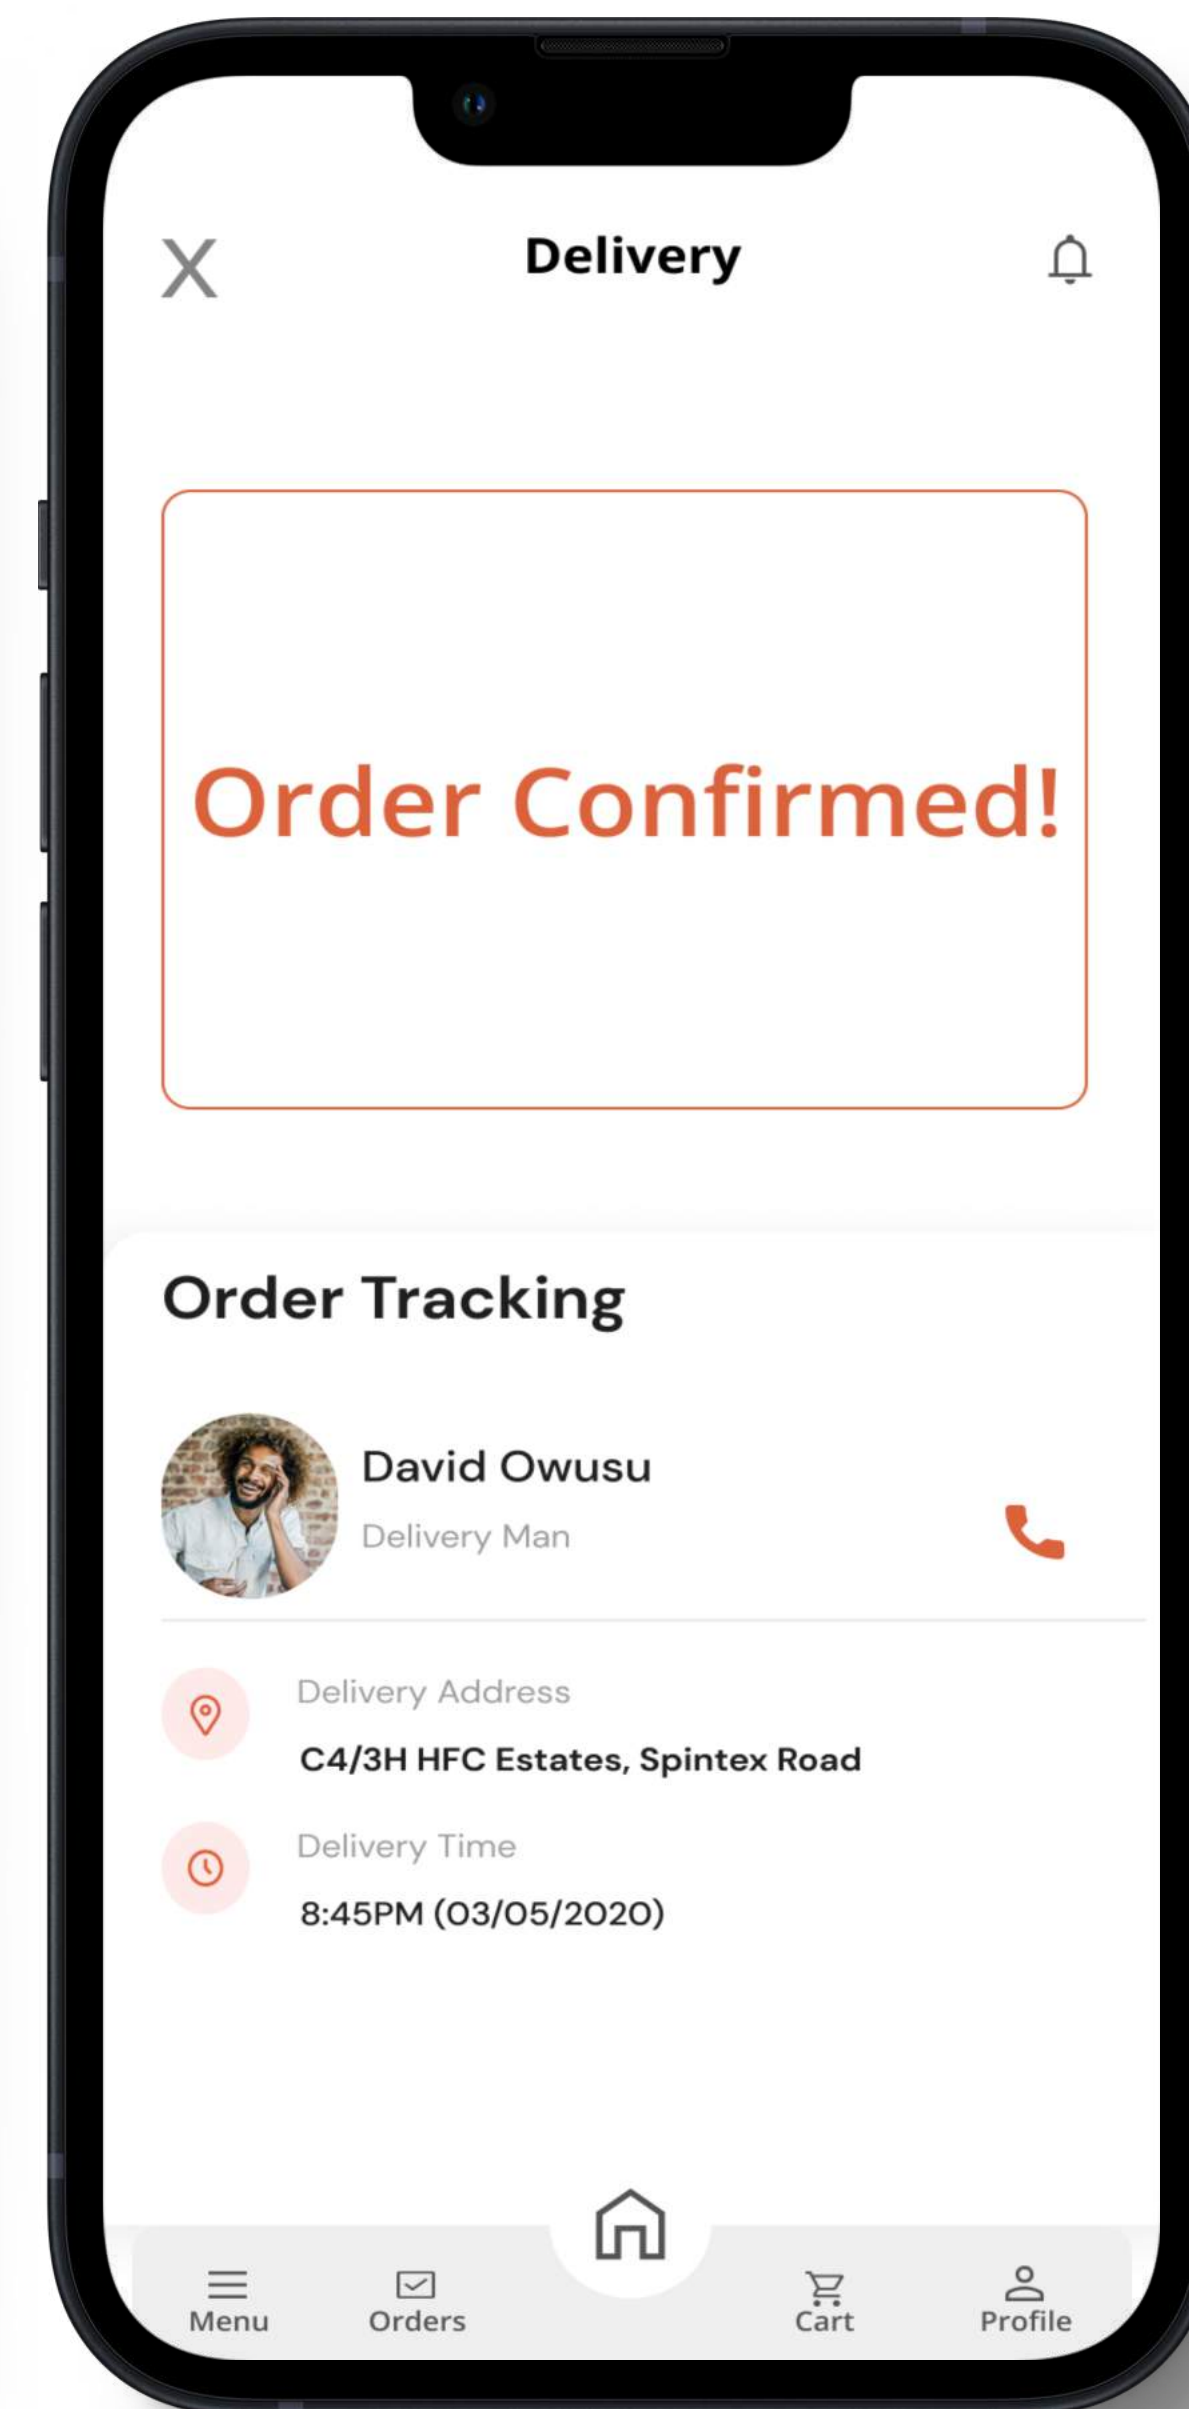 X
Delivery
Order Confirmed!
Order Tracking
David Owusu
Delivery Man
Delivery Address
C4/3H HFC Estates, Spintex Road
Delivery Time
8:45PM (03/05/2020)
Menu
Orders
Cart
Profile